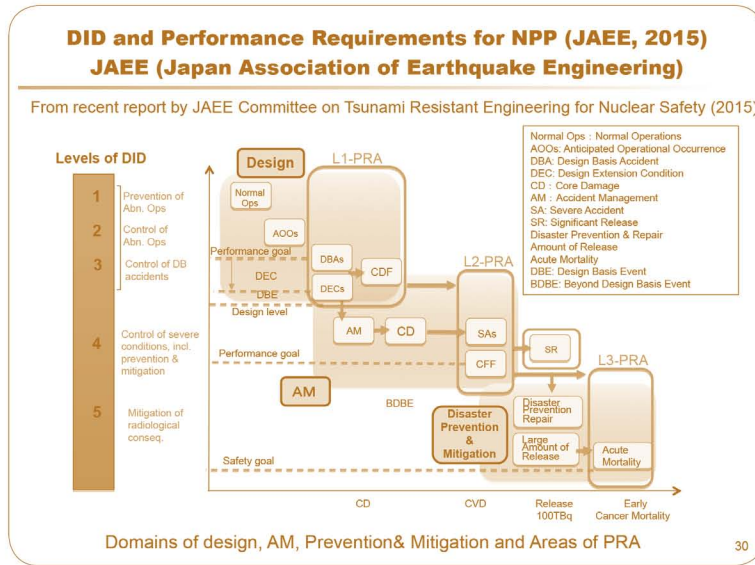 DID and Performance Requirements for NPP (JAEE, 2015)
JAEE (Japan Association of Earthquake Engineering)
From recent report by JAEE Committee on Tsunami Resistant Engineering for Nuclear Safety (2015)
Levels of DID
1
Prevention of
Abn. Ops
2
Control of
Abn. Ops
3
Control of DB
accidents
4
Control of severe
conditions, incl.
prevention &
mitigation
5
Mitigation of
radiological
conseq.
Design
L1-PRA
Normal
Ops
AOOs
Performance goal
DBAs
DEC
CDF
DECs
DBE
Design level
L2-PRA
AM
CD
SAs
CFF
SR
Performance goal
L3-PRA
AM
BDBE
Disaster
Prevention
&
Mitigation
Disaster
Prevention
Repair
Large
Amount of
Release
Acute
Mortality
Safety goal
CD
CVD
Release
100TBq
Early
Cancer Mortality
Normal Ops : Normal Operations
AOOs: Anticipated Operational Occurrence
DBA: Design Basis Accident
DEC: Design Extension Condition
CD : Core Damage
AM : Accident Management
SA: Severe Accident
SR: Significant Release
Disaster Prevention & Repair
Amount of Release
Acute Mortality
DBE: Design Basis Event
BDBE: Beyond Design Basis Event
Domains of design, AM, Prevention& Mitigation and Areas of PRA
30